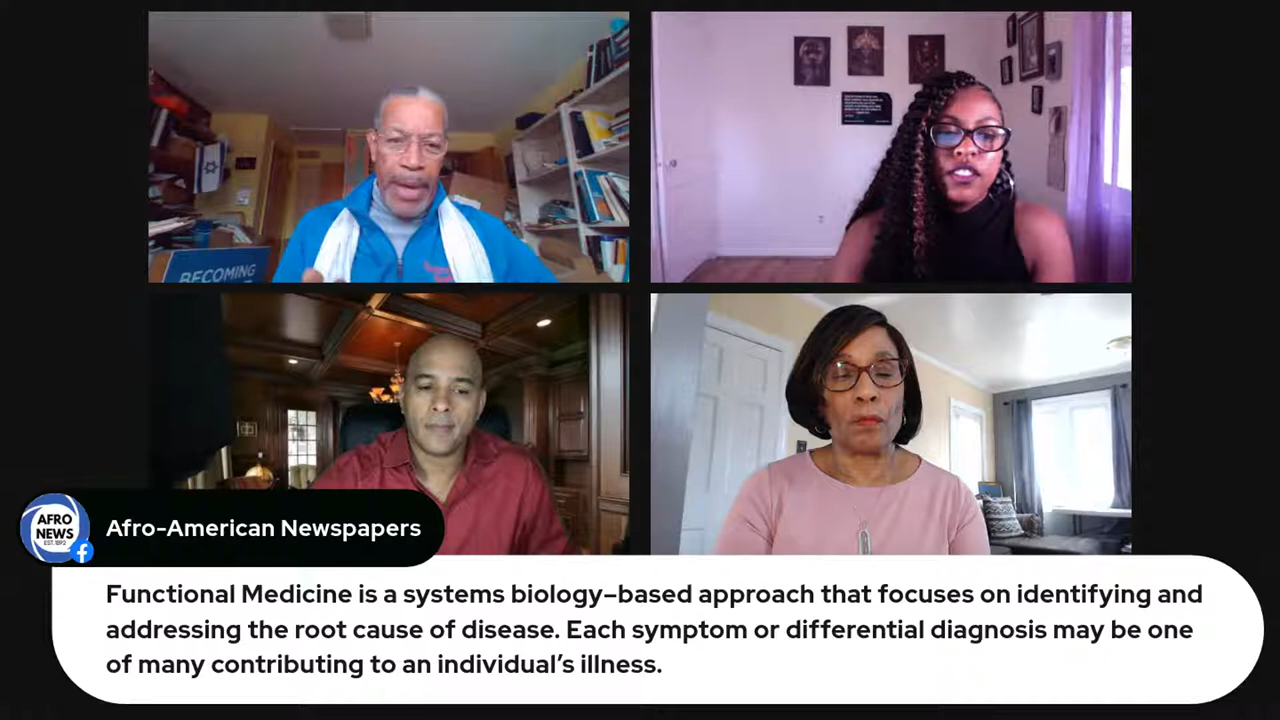 BECOMING
AFRO
NEWS
EST. 1892
Afro-American Newspapers
Functional Medicine is a systems biology–based approach that focuses on identifying and
addressing the root cause of disease. Each symptom or differential diagnosis may be one
of many contributing to an individual’s illness.